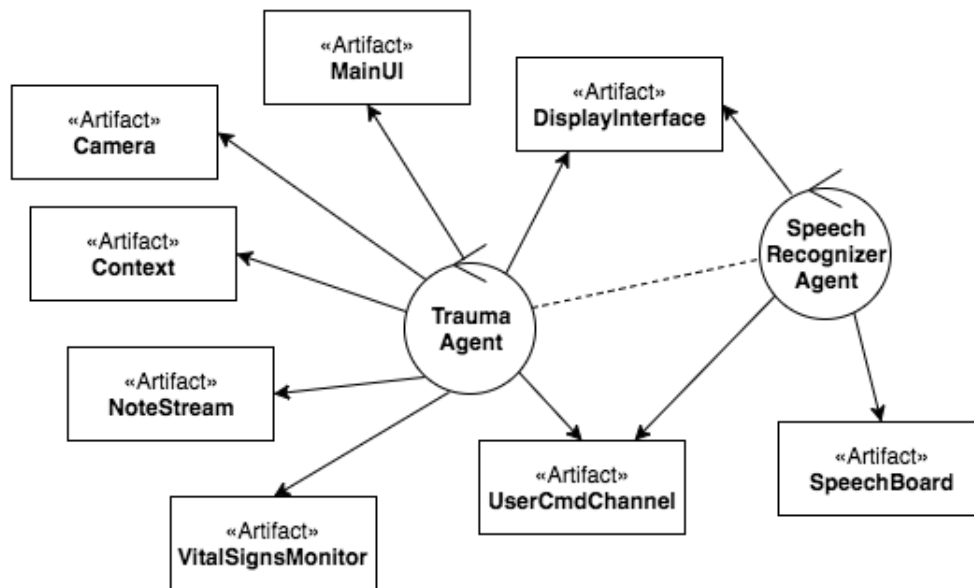 «Artifact»
MainUI
«Artifact»
DisplayInterface
«Artifact»
Camera
«Artifact»
Context
Speech
Recognizer
Agent
Trauma
Agent
«Artifact»
NoteStream
«Artifact»
UserCmdChannel
«Artifact»
SpeechBoard
«Artifact»
VitalSignsMonitor